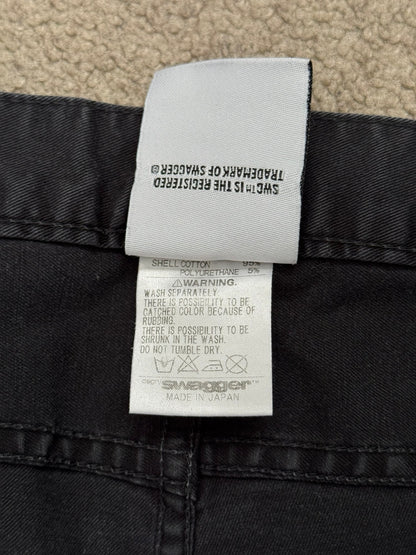 SWC™ IS THE REGISTERED
TRADEMARK OF SWAGGER®
SHELL COTTON 95%
POLYURETHANE 5%
⚠WARNING.
WASH SEPARATELY.
THERE IS POSSIBILITY TO BE
CATCHED COLOR BECAUSE OF
RUBBING.
THERE IS POSSIBILITY TO BE
SHRUNK IN THE WASH.
DO NOT TUMBLE DRY.
swagger™
MADE IN JAPAN